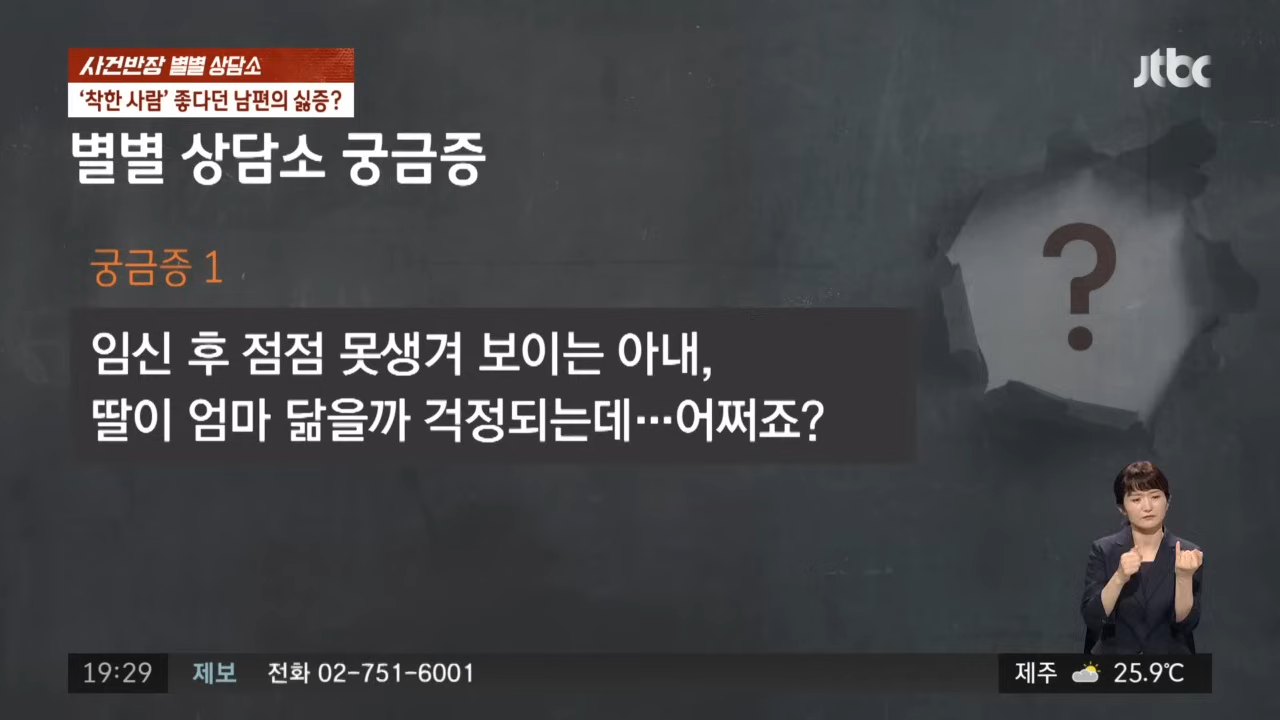 사건반장 별별 상담소
jtbc
‘착한 사람’ 좋다던 남편의 싫증?
별별 상담소 궁금증
궁금증 1
임신 후 점점 못생겨 보이는 아내,
딸이 엄마 닮을까 걱정되는데…어쩌죠?
?
19:29 제보 전화 02-751-6001 제주 25.9℃